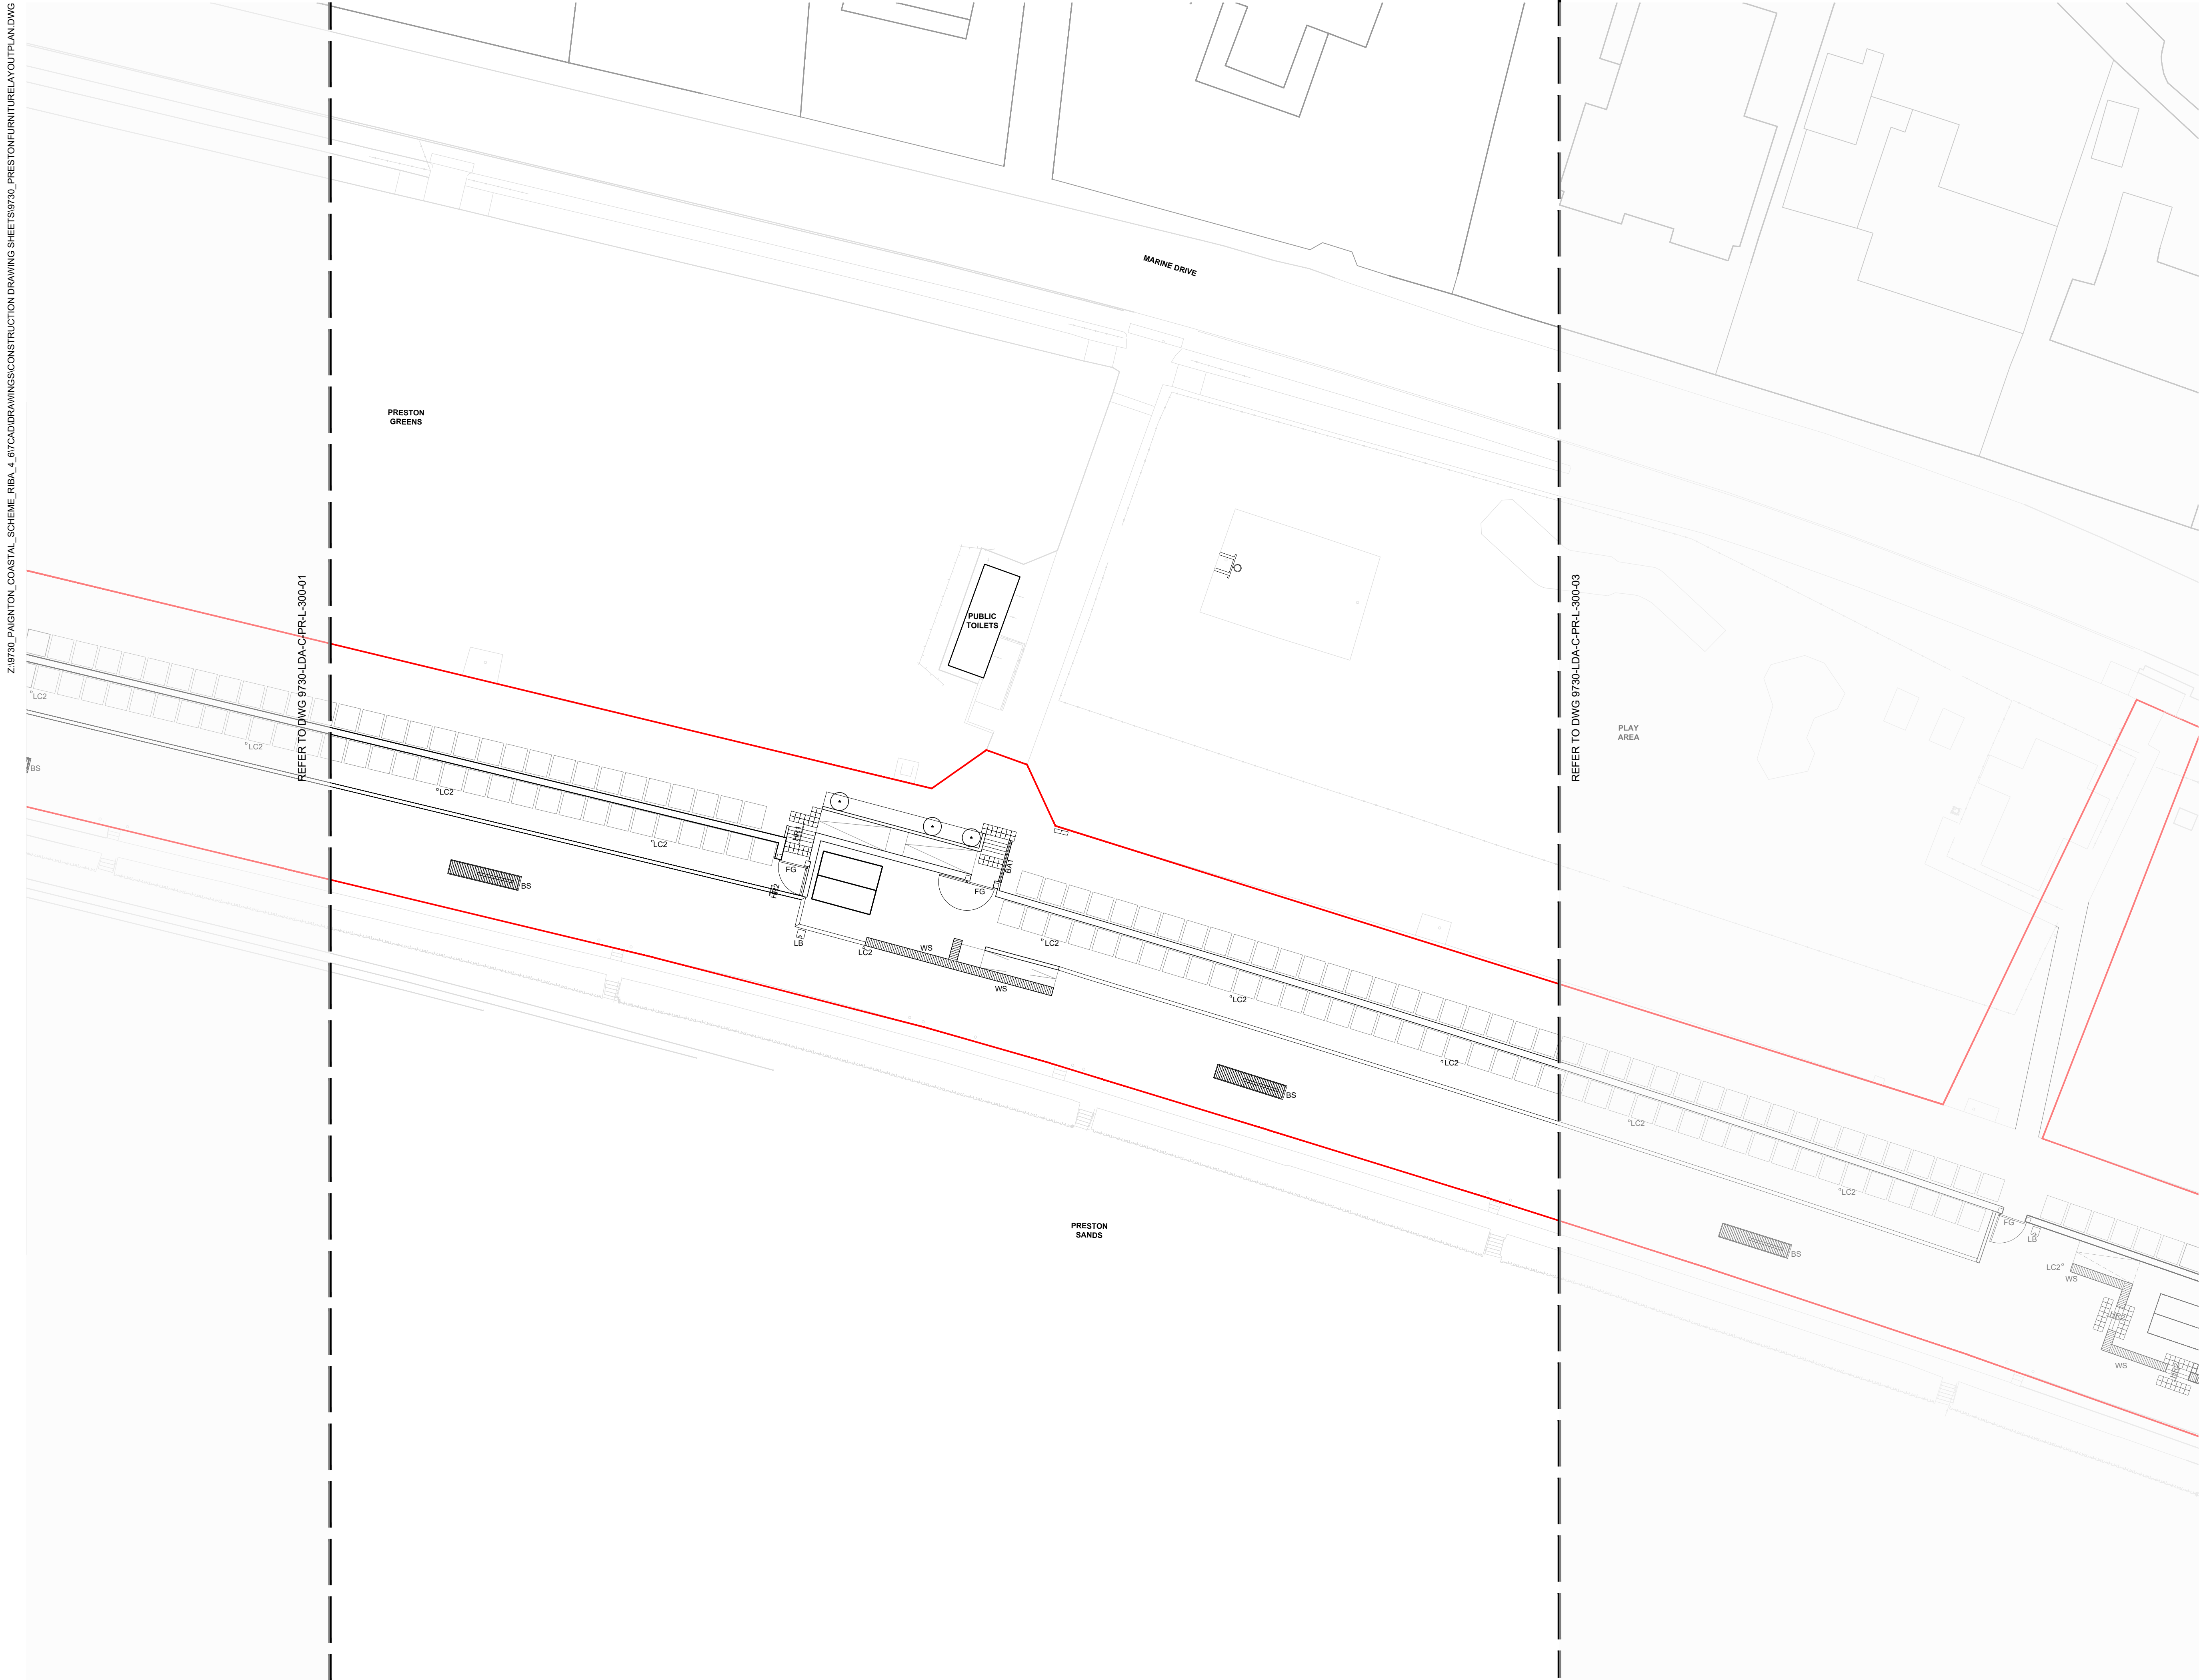 Z:\9730_PAIGNTON_COASTAL_SCHEME_RIBA_4_6\7CAD\DRAWINGS\CONSTRUCTION DRAWING SHEETS\9730_PRESTONFURNITURELAYOUTPLAN.DWG
MARINE DRIVE
PRESTON
GREENS
REFER TO DWG 9730-LDA-C-PR-L-300-01
REFER TO DWG 9730-LDA-C-PR-L-300-03
PUBLIC
TOILETS
PLAY
AREA
LC2
LC2
BS
LC2
LC2
HR1
FG
HR2
BS
BA1
FG
LB
LC2
WS
WS
LC2
LC2
LC2
BS
LC2
LC2
BS
FG
LB
LC2
WS
WS
PRESTON
SANDS